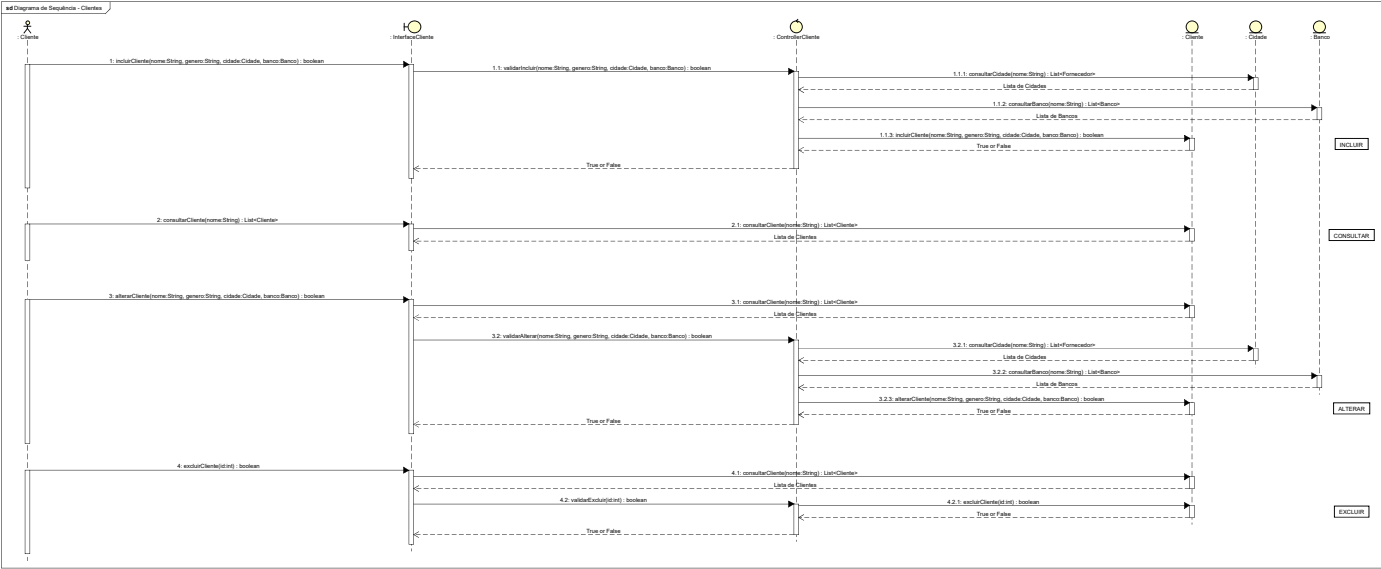 sd Diagrama de Sequência - Clientes
: Cliente
: InterfaceCliente
: ControllerCliente
: Cliente
: Cidade
: Banco
1: incluirCliente(nome:String, genero:String, cidade:Cidade, banco:Banco) : boolean
1.1: validarIncluir(nome:String, genero:String, cidade:Cidade, banco:Banco) : boolean
1.1.1: consultarCidade(nome:String) : List<Fornecedor>
Lista de Cidades
1.1.2: consultarBanco(nome:String) : List<Banco>
Lista de Bancos
1.1.3: incluirCliente(nome:String, genero:String, cidade:Cidade, banco:Banco) : boolean
True or False
INCLUIR
True or False
2: consultarCliente(nome:String) : List<Cliente>
2.1: consultarCliente(nome:String) : List<Cliente>
Lista de Clientes
CONSULTAR
3: alterarCliente(nome:String, genero:String, cidade:Cidade, banco:Banco) : boolean
3.1: consultarCliente(nome:String) : List<Cliente>
Lista de Clientes
3.2: validarAlterar(nome:String, genero:String, cidade:Cidade, banco:Banco) : boolean
3.2.1: consultarCidade(nome:String) : List<Fornecedor>
Lista de Cidades
3.2.2: consultarBanco(nome:String) : List<Banco>
Lista de Bancos
3.2.3: alterarCliente(nome:String, genero:String, cidade:Cidade, banco:Banco) : boolean
True or False
ALTERAR
True or False
4: excluirCliente(id:int) : boolean
4.1: consultarCliente(nome:String) : List<Cliente>
Lista de Clientes
4.2: validarExcluir(id:int) : boolean
4.2.1: excluirCliente(id:int) : boolean
True or False
EXCLUIR
True or False